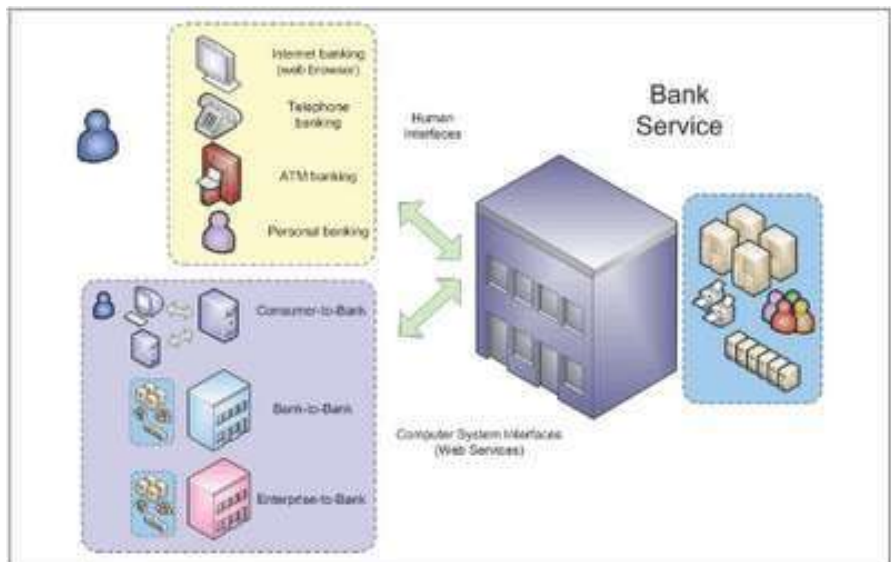 Internet banking
(web browser)
Telephone
banking
ATM banking
Personal banking
Human
Interfaces
Bank
Service
Consumer-to-Bank
Bank-to-Bank
Enterprise-to-Bank
Computer System Interfaces
(Web Services)